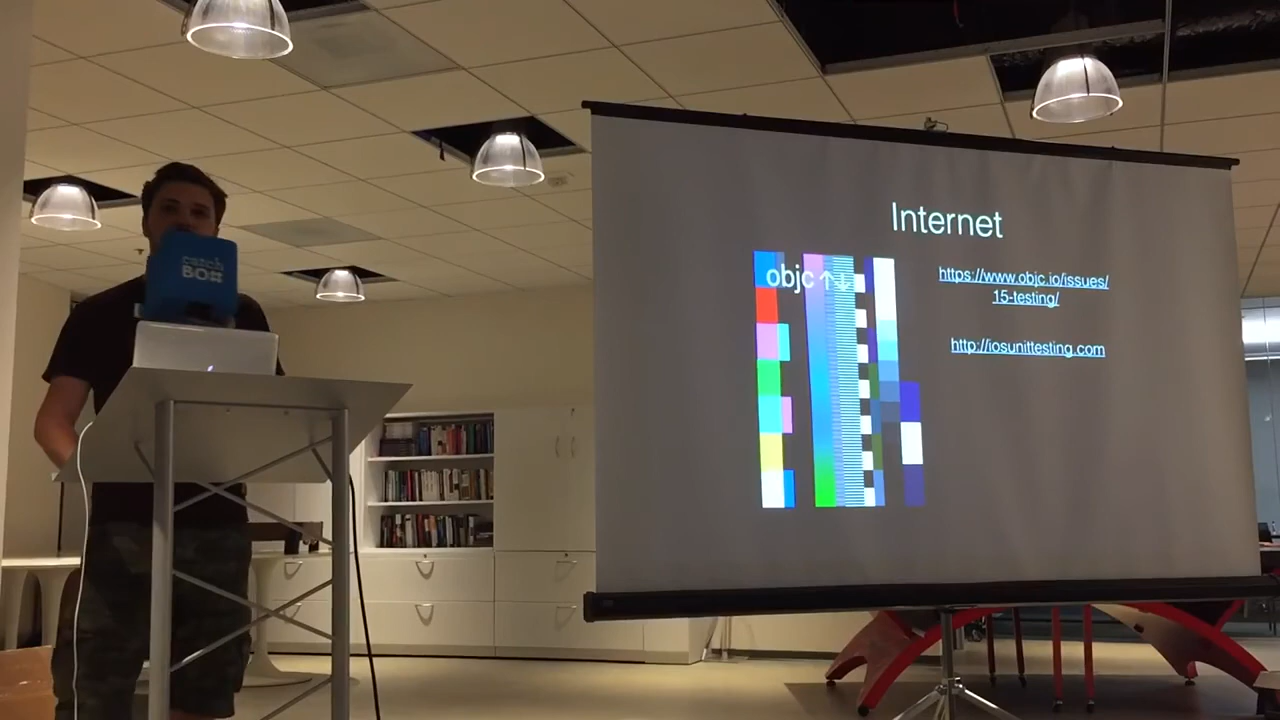 catch
BOX
Internet
objc ↑↓
https://www.objc.io/issues/
15-testing/
http://iosunittesting.com